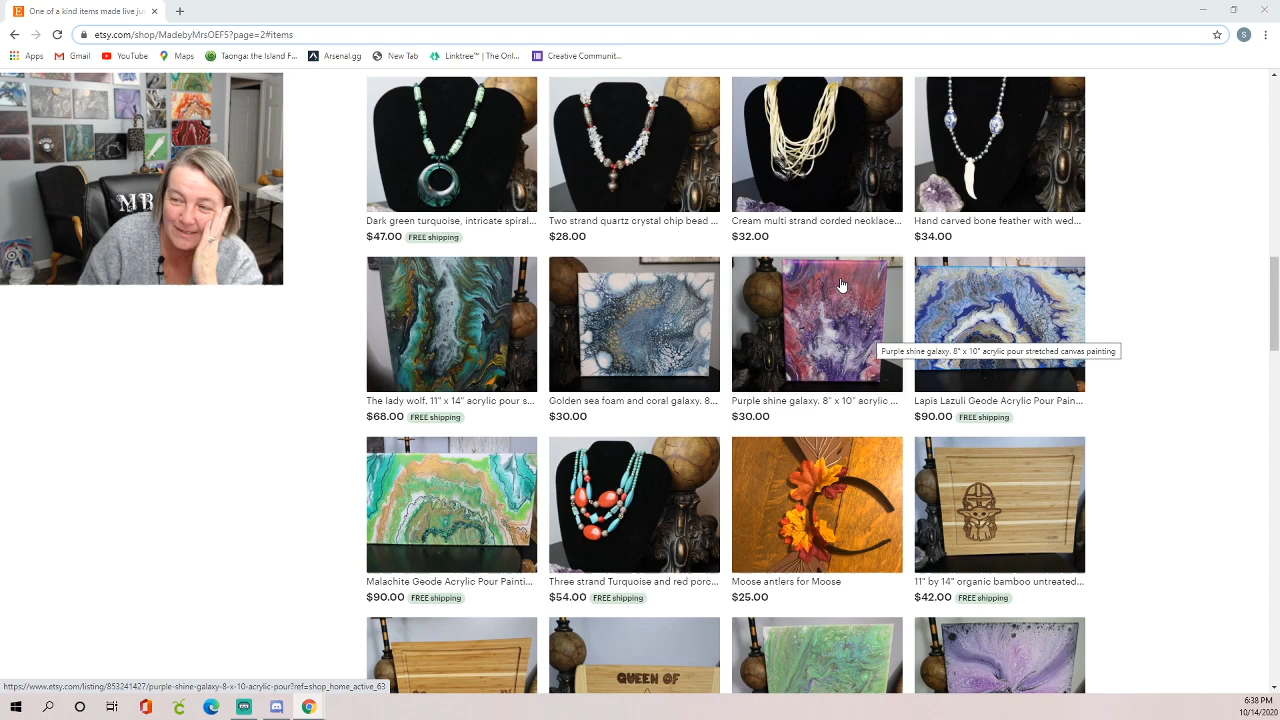 One of a kind items made live ju
etsy.com/shop/MadebyMrsOEF5?page=2#items
S
Apps
Gmail
YouTube
Maps
Taonga: the Island F...
Arsenal.gg
New Tab
Linktree™ | The Onl...
Creative Communit...
MR
Dark green turquoise, intricate spiral...
$47.00 FREE shipping
Two strand quartz crystal chip bead ...
$28.00
Cream multi strand corded necklace...
$32.00
Hand carved bone feather with wed...
$34.00
Purple shine galaxy. 8" x 10" acrylic pour stretched canvas painting
The lady wolf. 11" x 14" acrylic pour s...
$68.00 FREE shipping
Golden sea foam and coral galaxy. 8...
$30.00
Purple shine galaxy. 8" x 10" acrylic ...
$30.00
Lapis Lazuli Geode Acrylic Pour Pain...
$90.00 FREE shipping
Malachite Geode Acrylic Pour Painti...
$90.00 FREE shipping
Three strand Turquoise and red porc...
$54.00 FREE shipping
Moose antlers for Moose
$25.00
11" by 14" organic bamboo untreated...
$42.00 FREE shipping
QUEEN OF
https://www.etsy.com/listing/853241427/purple-shine-galaxy-8-x-10-acrylic-pour?ref=shop_home_active_63
6:38 PM
10/14/2020